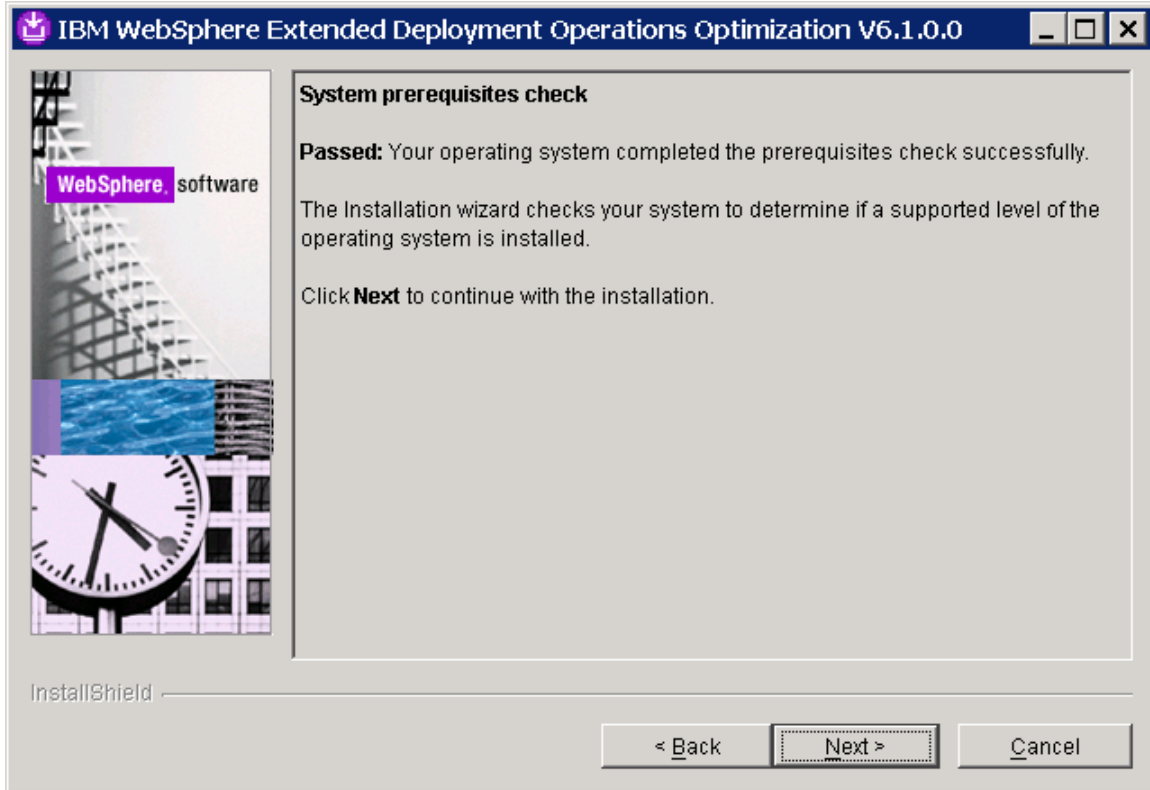 IBM WebSphere Extended Deployment Operations Optimization V6.1.0.0
WebSphere. software
System prerequisites check
Passed: Your operating system completed the prerequisites check successfully.
The Installation wizard checks your system to determine if a supported level of the
operating system is installed.
Click Next to continue with the installation.
InstallShield
< Back
Next >
Cancel